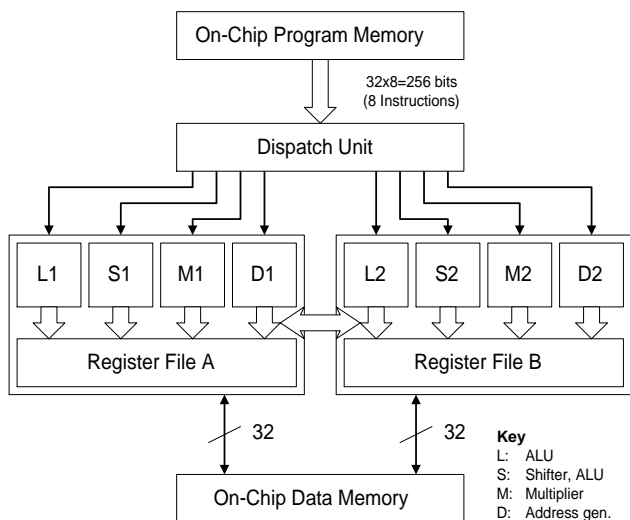 On-Chip Program Memory
32x8=256 bits
(8 Instructions)
Dispatch Unit
L1 S1 M1 D1 L2 S2 M2 D2
Register File A Register File B
32 32
On-Chip Data Memory
Key
L: ALU
S: Shifter, ALU
M: Multiplier
D: Address gen.